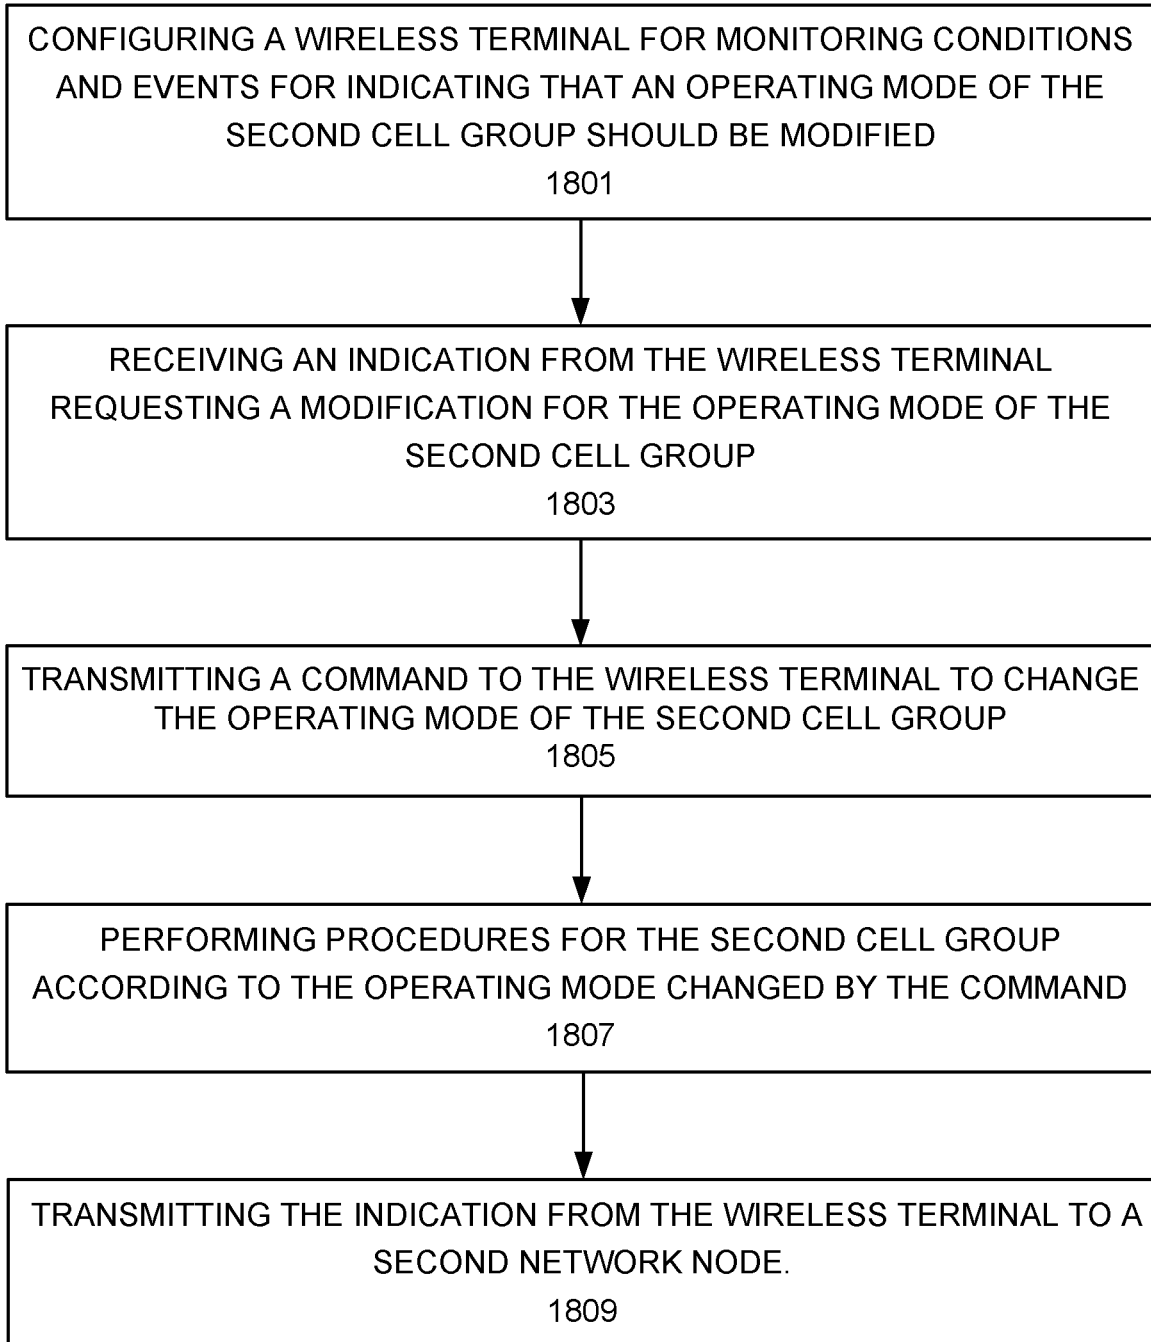 CONFIGURING A WIRELESS TERMINAL FOR MONITORING CONDITIONS
AND EVENTS FOR INDICATING THAT AN OPERATING MODE OF THE
SECOND CELL GROUP SHOULD BE MODIFIED
1801
RECEIVING AN INDICATION FROM THE WIRELESS TERMINAL
REQUESTING A MODIFICATION FOR THE OPERATING MODE OF THE
SECOND CELL GROUP
1803
TRANSMITTING A COMMAND TO THE WIRELESS TERMINAL TO CHANGE
THE OPERATING MODE OF THE SECOND CELL GROUP
1805
PERFORMING PROCEDURES FOR THE SECOND CELL GROUP
ACCORDING TO THE OPERATING MODE CHANGED BY THE COMMAND
1807
TRANSMITTING THE INDICATION FROM THE WIRELESS TERMINAL TO A
SECOND NETWORK NODE.
1809